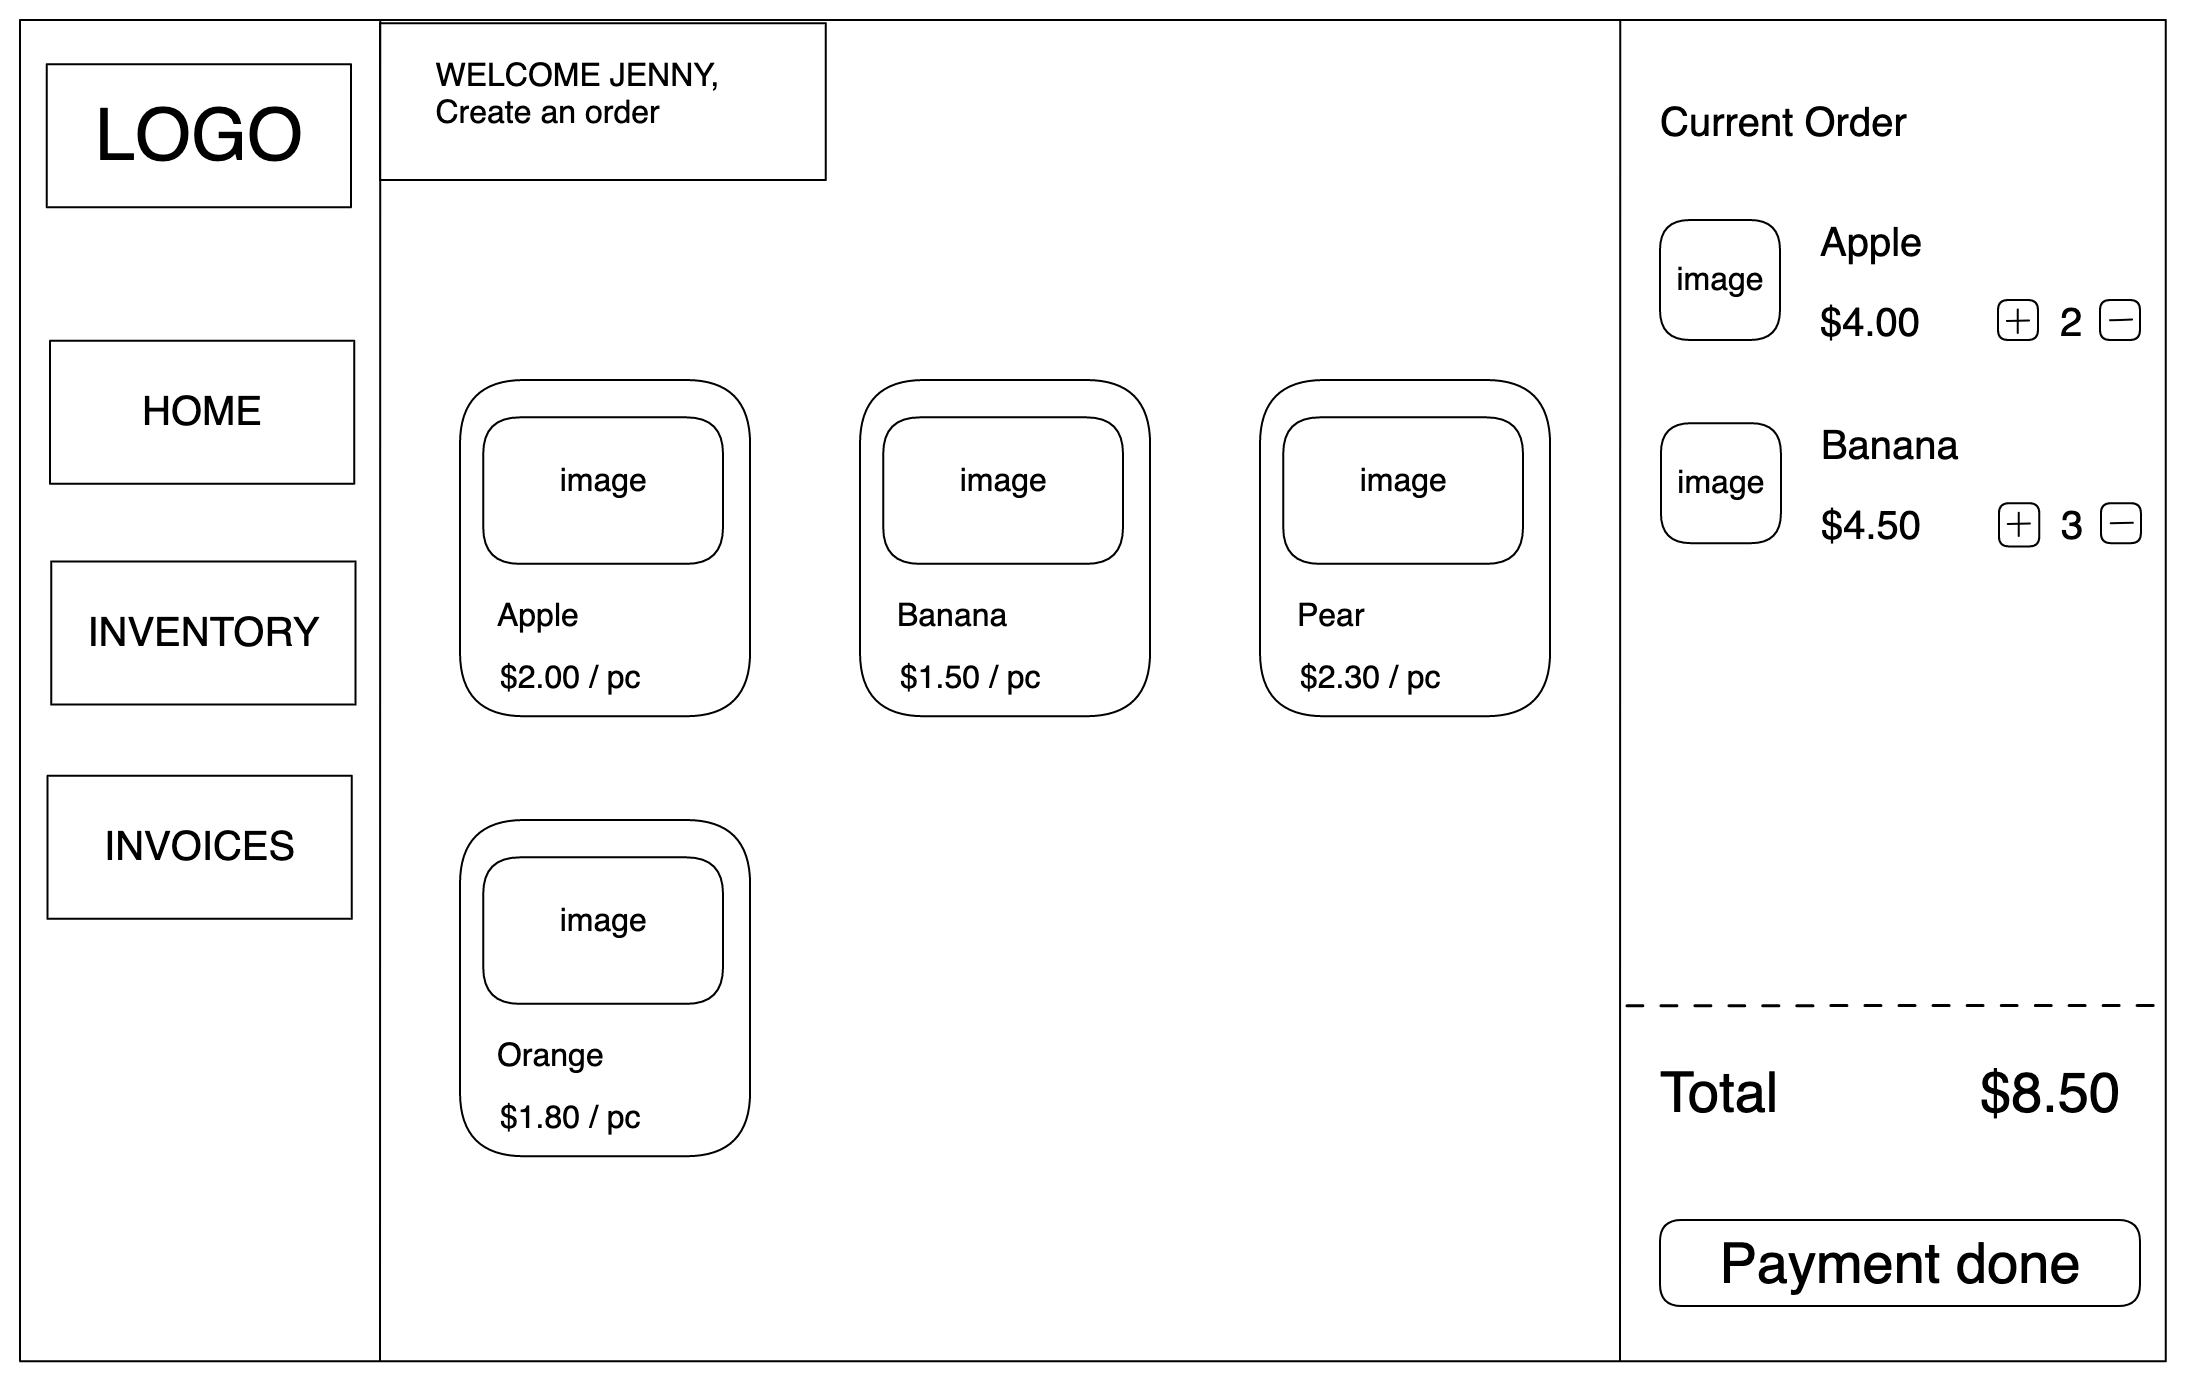 LOGO
HOME
INVENTORY
INVOICES
WELCOME JENNY,
Create an order
image
Apple
$2.00 / pc
image
Banana
$1.50 / pc
image
Pear
$2.30 / pc
image
Orange
$1.80 / pc
Current Order
image
Apple
$4.00 + 2 −
image
Banana
$4.50 + 3 −
Total $8.50
Payment done